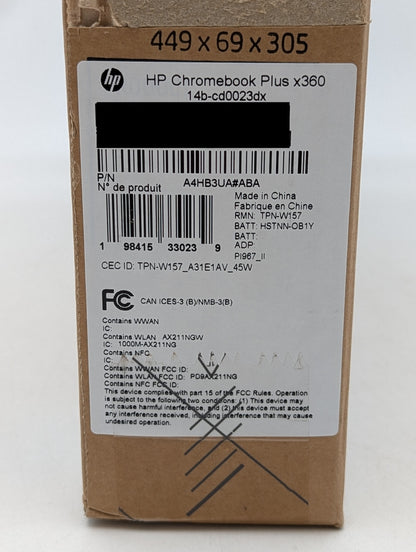 449 x 69 x 305
hp HP Chromebook Plus x360
14b-cd0023dx
P/N
N° de produit A4HB3UA#ABA
Made in China
Fabrique en Chine
RMN: TPN-W157
BATT: HSTNN-OB1Y
BATT:
ADP
PI967_II
1 98415 33023 9
CEC ID: TPN-W157_A31E1AV_45W
FC CAN ICES-3 (B)/NMB-3(B)
Contains WWAN
IC:
Contains WLAN AX211NGW
IC: 1000M-AX211NG
Contains NFC
IC:
Contains WWAN FCC ID:
Contains WLAN FCC ID: PD9AX211NG
Contains NFC FCC ID:
This device complies with part 15 of the FCC Rules. Operation
is subject to the following two conditions: (1) This device may
not cause harmful interference, and (2) this device must accept
any interference received, including interference that may cause
undesired operation.